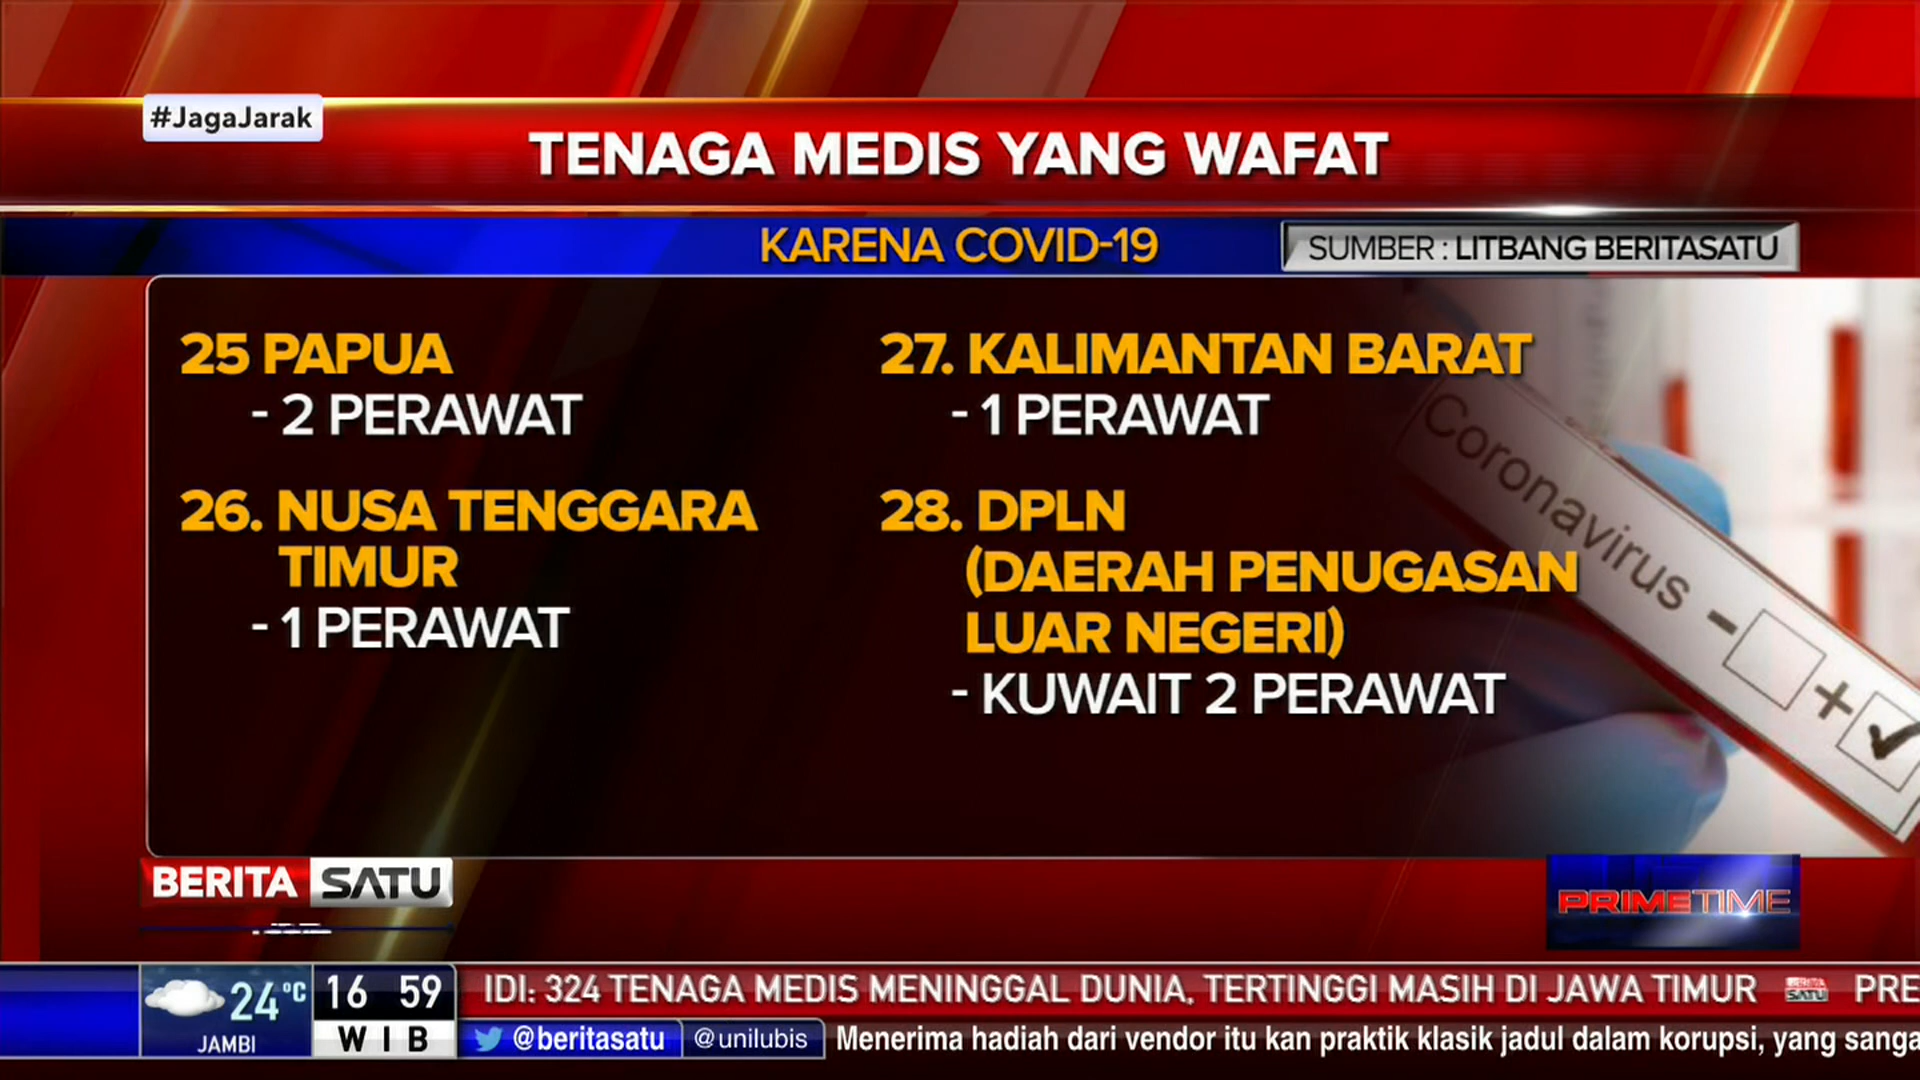 #JagaJarak
TENAGA MEDIS YANG WAFAT
KARENA COVID-19
SUMBER : LITBANG BERITASATU
25 PAPUA
- 2 PERAWAT
26. NUSA TENGGARA
TIMUR
- 1 PERAWAT
27. KALIMANTAN BARAT
- 1 PERAWAT
28. DPLN
(DAERAH PENUGASAN
LUAR NEGERI)
- KUWAIT 2 PERAWAT
Coronavirus - +
BERITA SATU
PRIMETIME
24°C
JAMBI
16 59
WIB
IDI: 324 TENAGA MEDIS MENINGGAL DUNIA, TERTINGGI MASIH DI JAWA TIMUR BERITA SATU PRE
@beritasatu @unilubis Menerima hadiah dari vendor itu kan praktik klasik jadul dalam korupsi, yang sanga